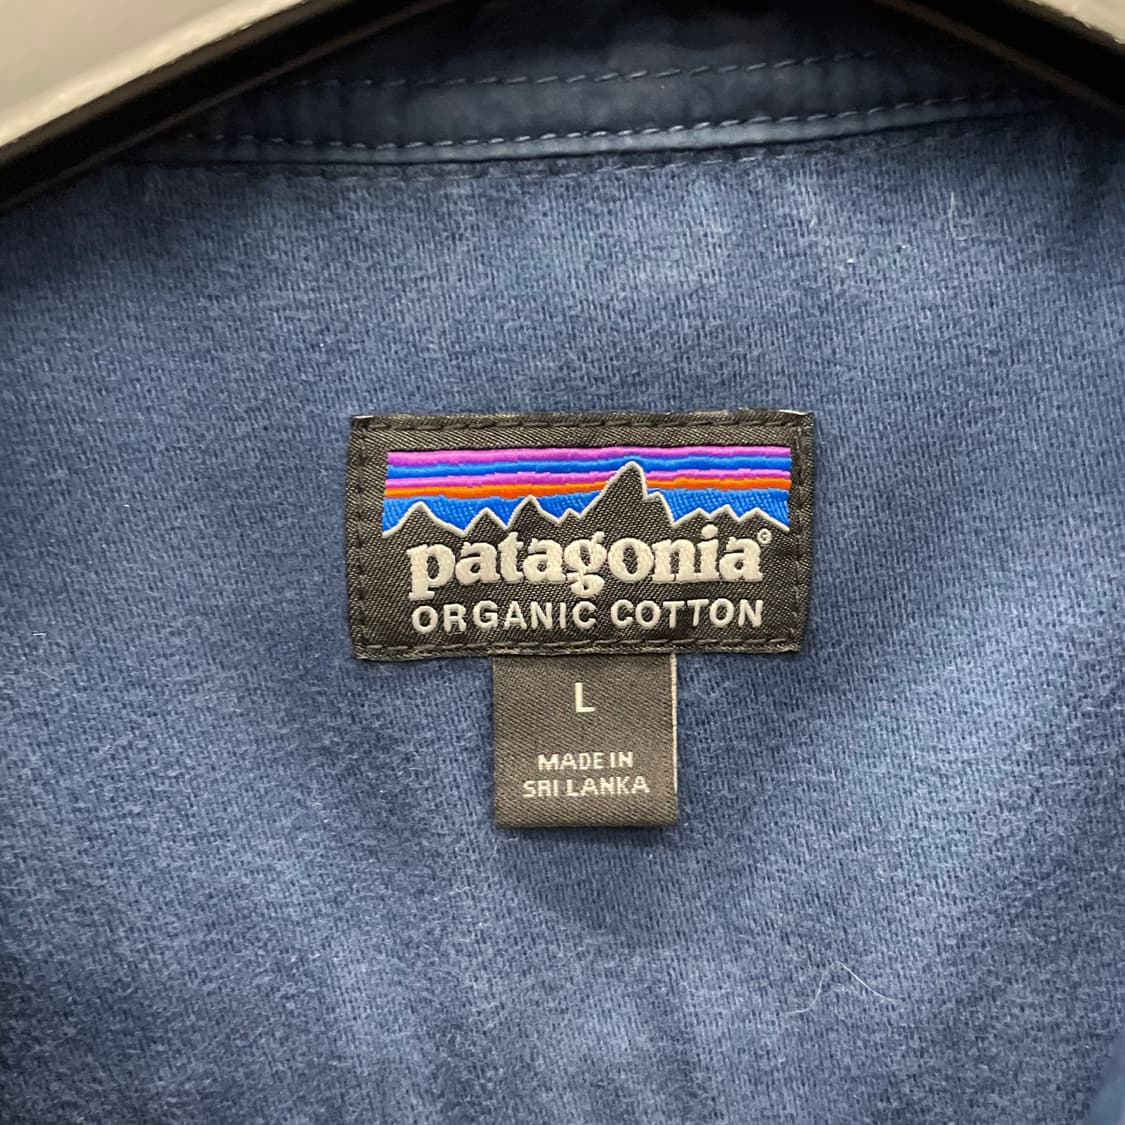 patagonia®
ORGANIC COTTON
L
MADE IN
SRI LANKA